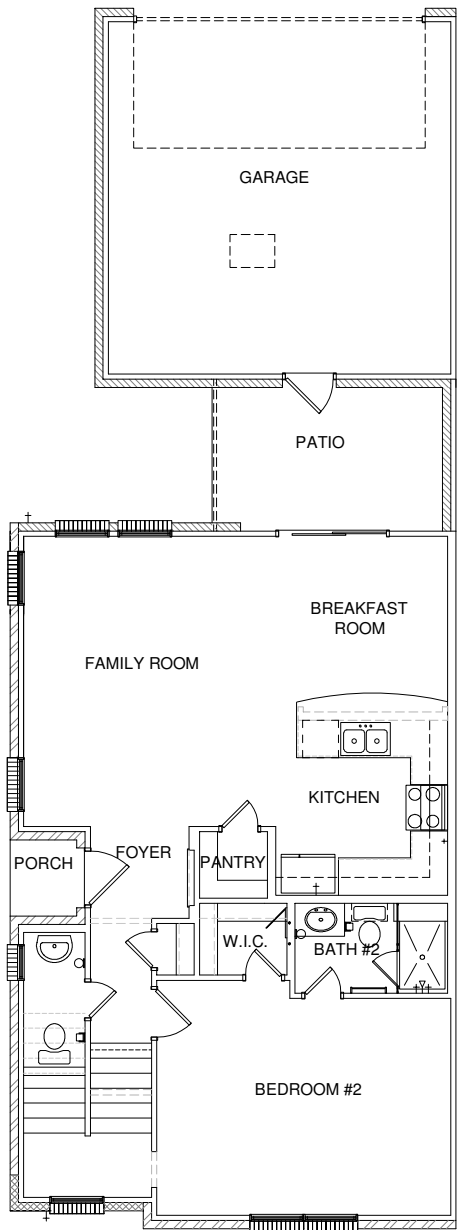 GARAGE
PATIO
BREAKFAST
ROOM
FAMILY ROOM
KITCHEN
FOYER
PORCH
PANTRY
W.I.C.
BATH #2
BEDROOM #2